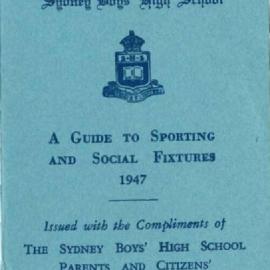 Sydney Boys' High School
A GUIDE TO SPORTING
AND SOCIAL FIXTURES
1947
Issued with the Compliments of
THE SYDNEY BOYS' HIGH SCHOOL
PARENTS AND CITIZENS'